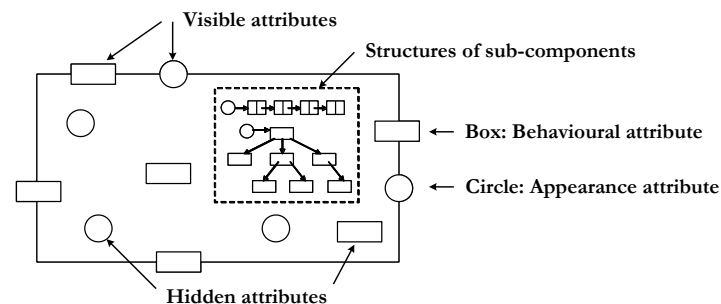 Visible attributes
Structures of sub-components
Box: Behavioural attribute
Circle: Appearance attribute
Hidden attributes